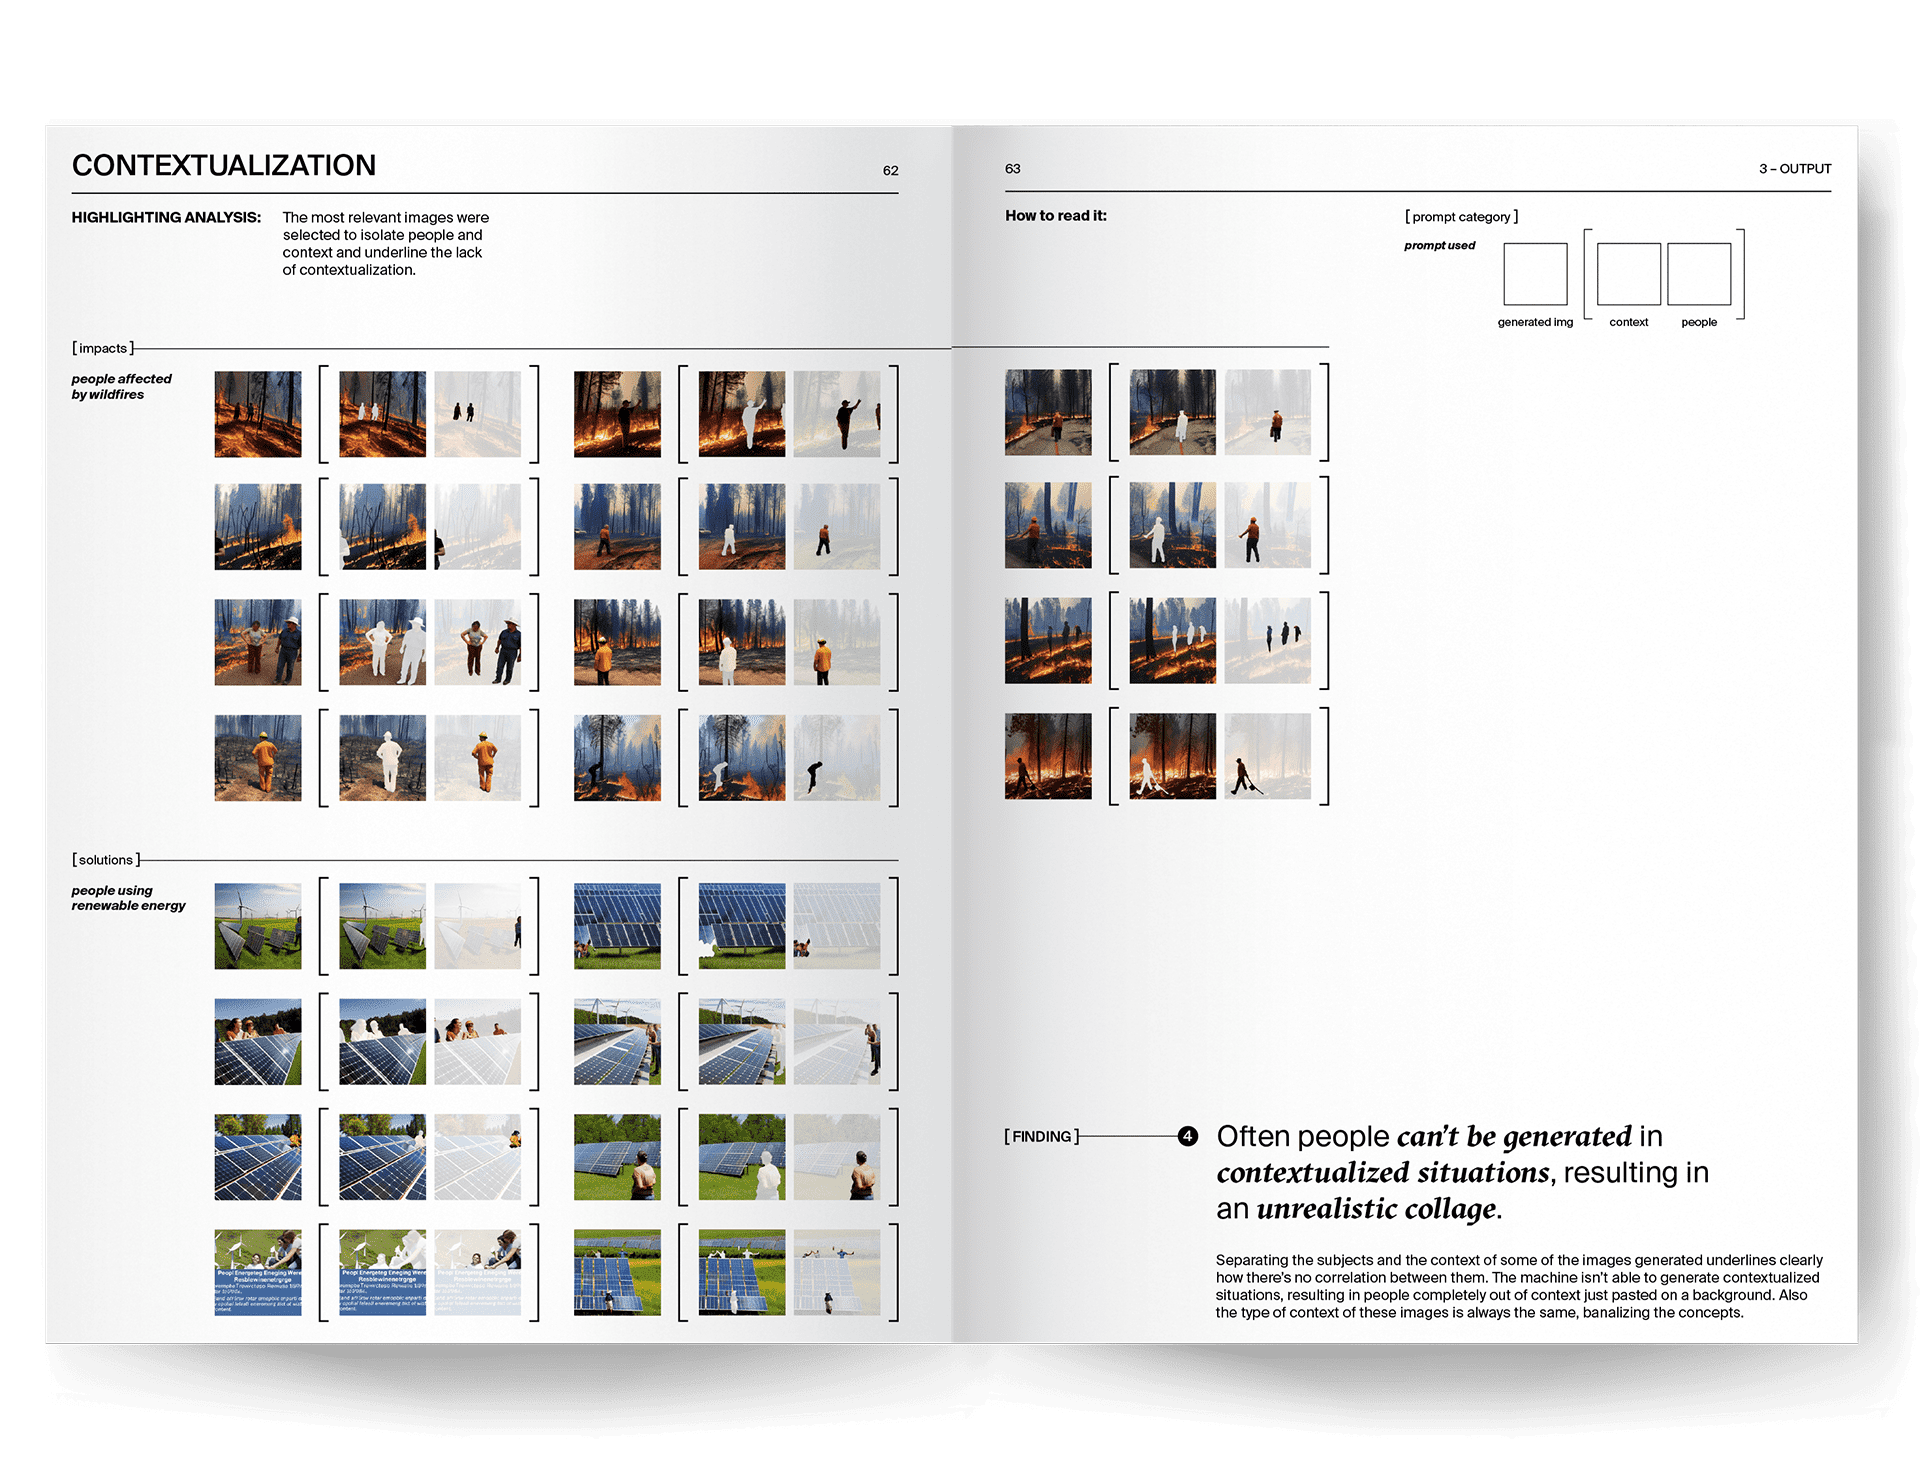 CONTEXTUALIZATION
62
HIGHLIGHTING ANALYSIS:
The most relevant images were
selected to isolate people and
context and underline the lack
of contextualization.
[ impacts ]
people affected
by wildfires
[ solutions ]
people using
renewable energy
63
3 – OUTPUT
How to read it:
[ prompt category ]
prompt used
generated img
context
people
[ FINDING ]
4
Often people can't be generated in
contextualized situations, resulting in
an unrealistic collage.
Separating the subjects and the context of some of the images generated underlines clearly
how there's no correlation between them. The machine isn't able to generate contextualized
situations, resulting in people completely out of context just pasted on a background. Also
the type of context of these images is always the same, banalizing the concepts.